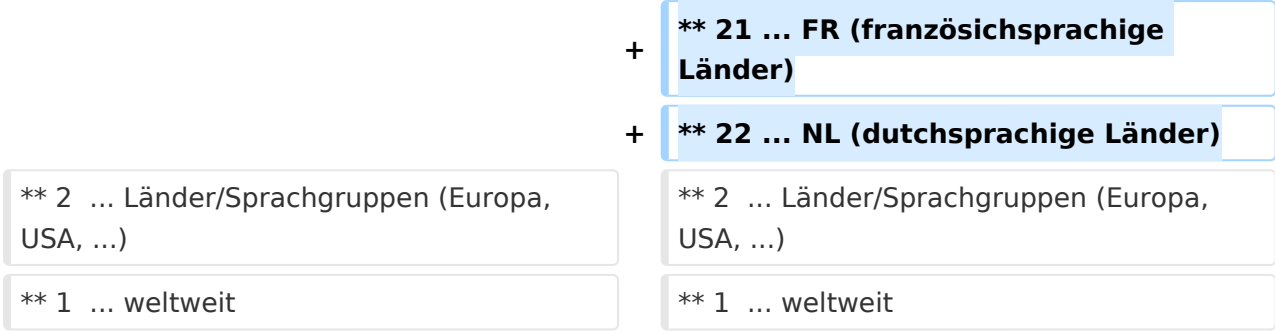 + ** 21 ... FR (französichsprachige
Länder)
+ ** 22 ... NL (dutchsprachige Länder)
** 2  ... Länder/Sprachgruppen (Europa, ** 2  ... Länder/Sprachgruppen (Europa,
USA, ...) USA, ...)
** 1  ... weltweit ** 1  ... weltweit